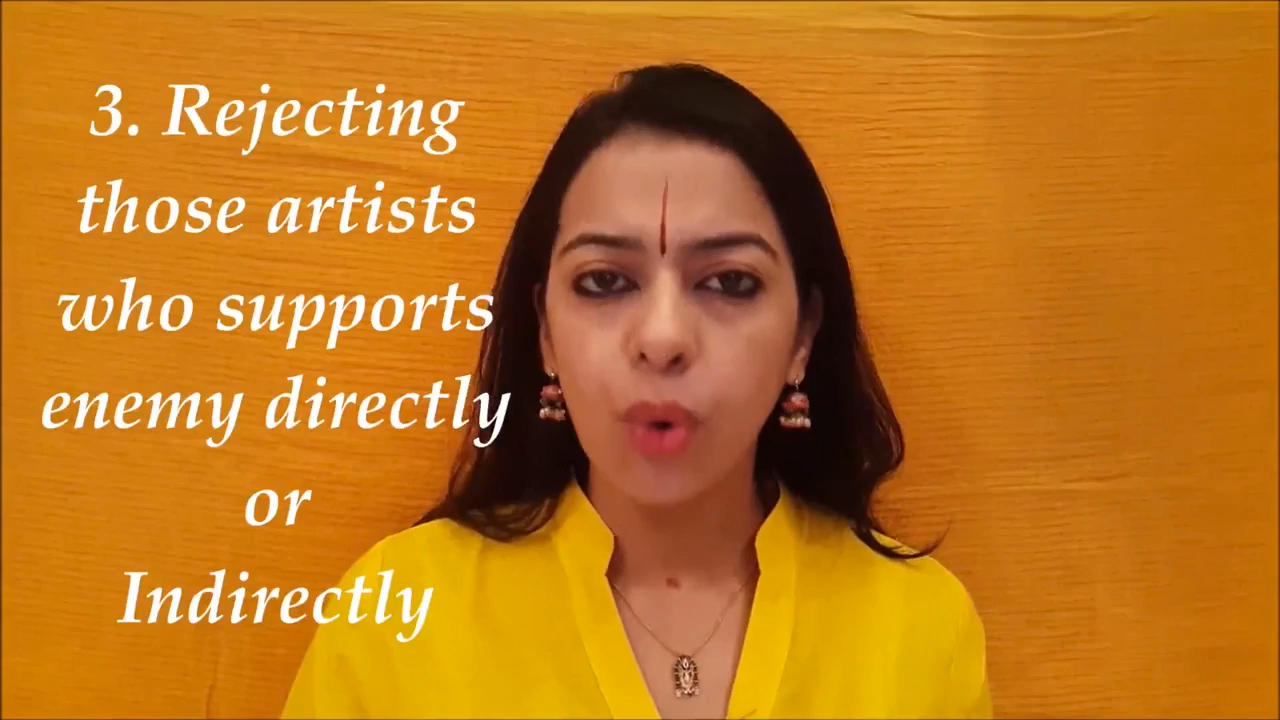 3. Rejecting
those artists
who supports
enemy directly
or
Indirectly